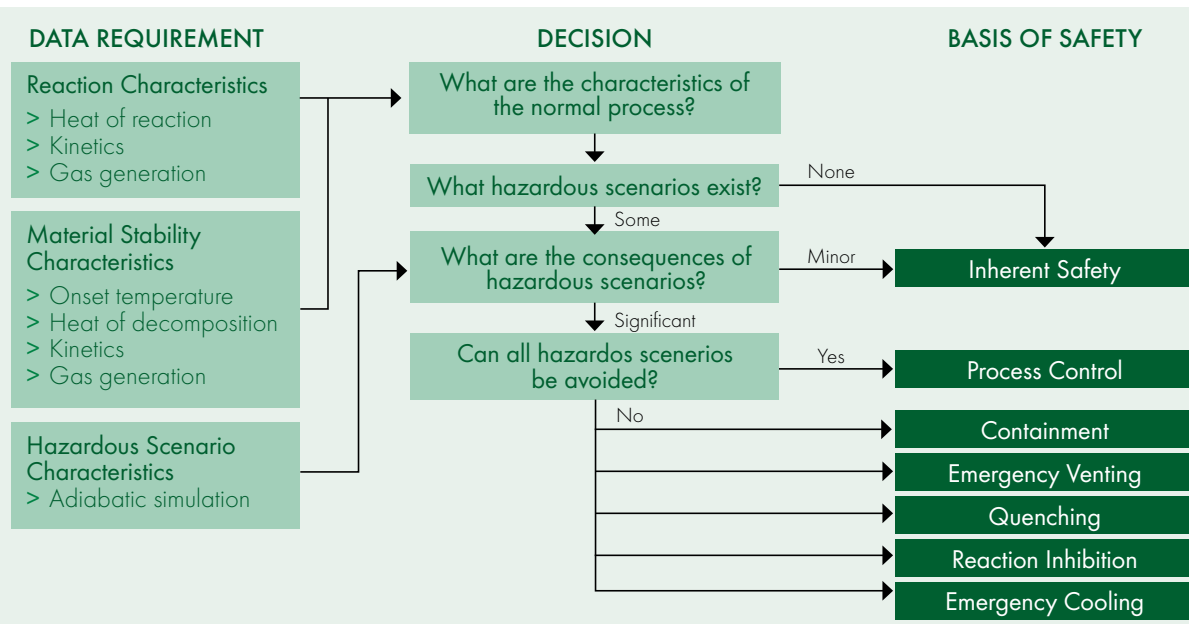 DATA REQUIREMENT
Reaction Characteristics
> Heat of reaction
> Kinetics
> Gas generation
Material Stability
Characteristics
> Onset temperature
> Heat of decomposition
> Kinetics
> Gas generation
Hazardous Scenario
Characteristics
> Adiabatic simulation
DECISION
What are the characteristics of
the normal process?
What hazardous scenarios exist?
None
Some
What are the consequences of
hazardous scenarios?
Minor
Significant
Can all hazardos scenerios
be avoided?
Yes
No
BASIS OF SAFETY
Inherent Safety
Process Control
Containment
Emergency Venting
Quenching
Reaction Inhibition
Emergency Cooling